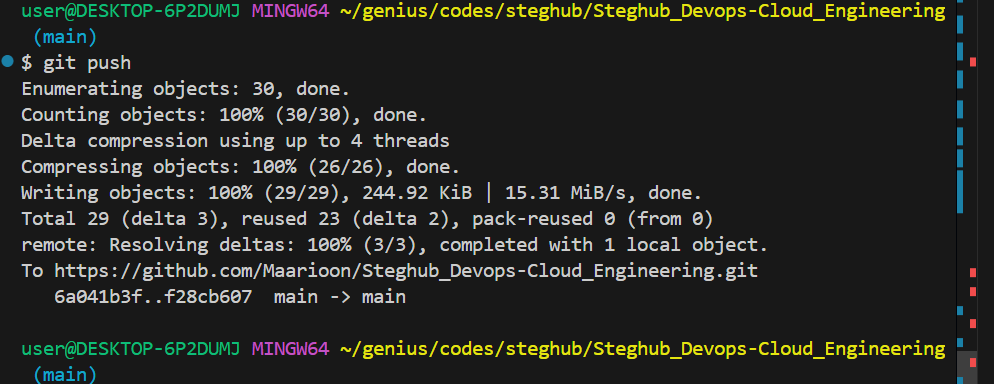 user@DESKTOP-6P2DUMJ MINGW64 ~/genius/codes/steghub/Steghub_Devops-Cloud_Engineering
(main)
$ git push
Enumerating objects: 30, done.
Counting objects: 100% (30/30), done.
Delta compression using up to 4 threads
Compressing objects: 100% (26/26), done.
Writing objects: 100% (29/29), 244.92 KiB | 15.31 MiB/s, done.
Total 29 (delta 3), reused 23 (delta 2), pack-reused 0 (from 0)
remote: Resolving deltas: 100% (3/3), completed with 1 local object.
To https://github.com/Maarioon/Steghub_Devops-Cloud_Engineering.git
   6a041b3f..f28cb607  main -> main
user@DESKTOP-6P2DUMJ MINGW64 ~/genius/codes/steghub/Steghub_Devops-Cloud_Engineering
(main)